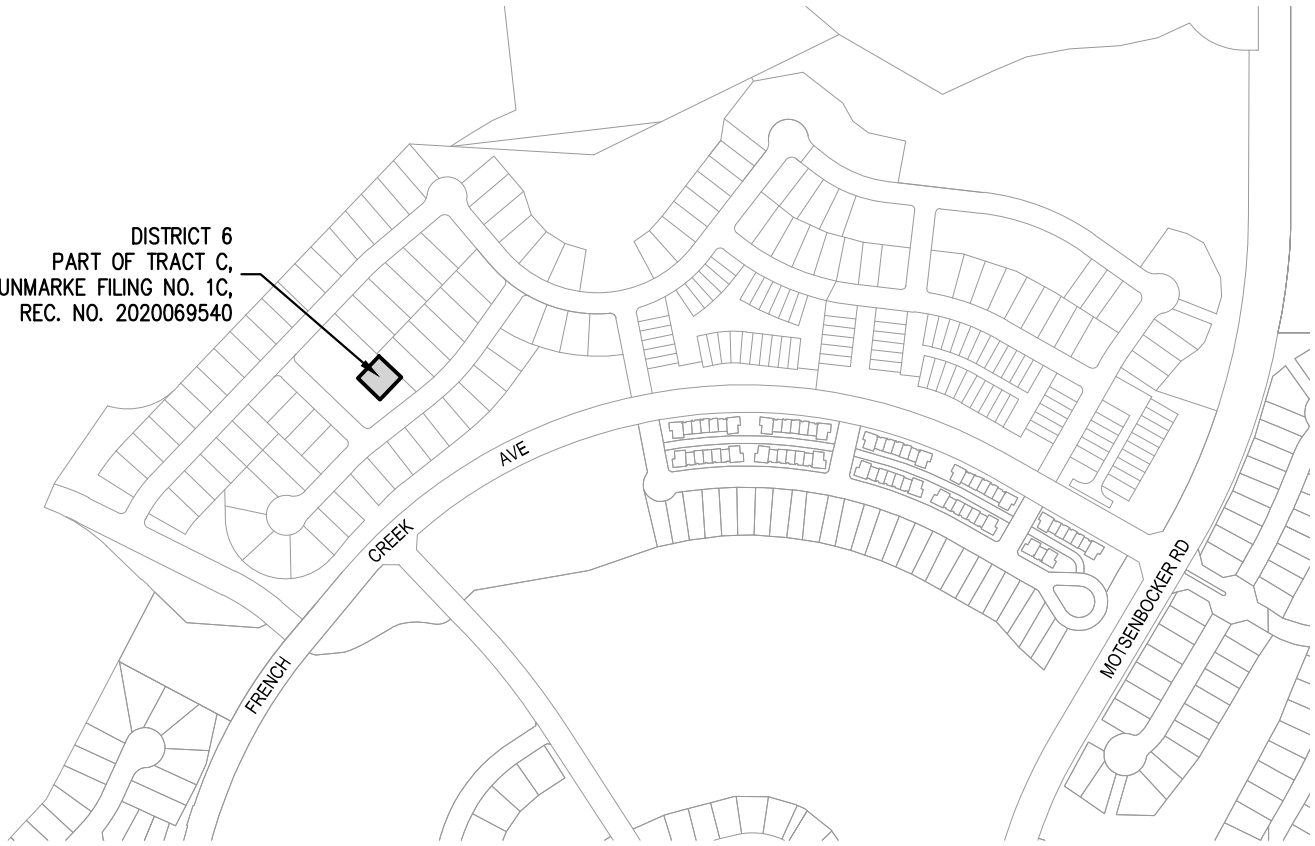 DISTRICT 6
PART OF TRACT C,
UNMARKE FILING NO. 1C,
REC. NO. 2020069540
AVE
CREEK
FRENCH
MOTSENBOCKER RD